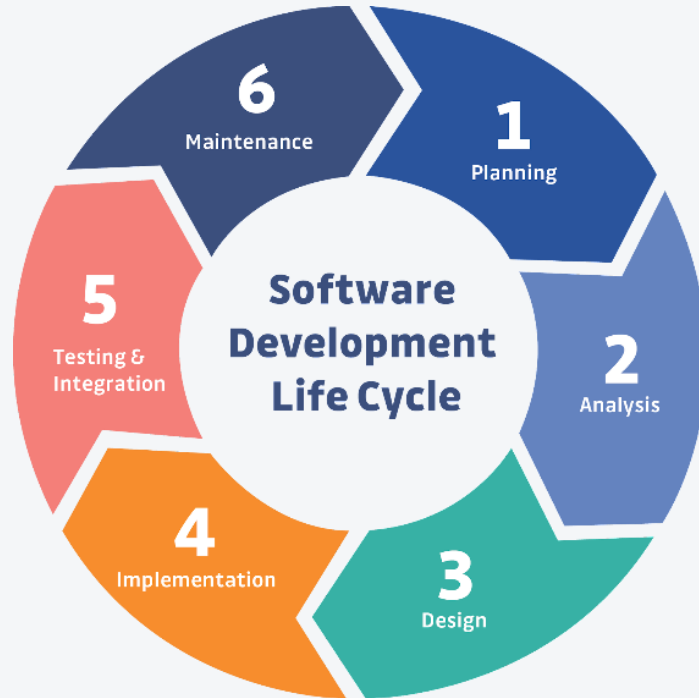 Software
Development
Life Cycle
1
Planning
2
Analysis
3
Design
4
Implementation
5
Testing &
Integration
6
Maintenance